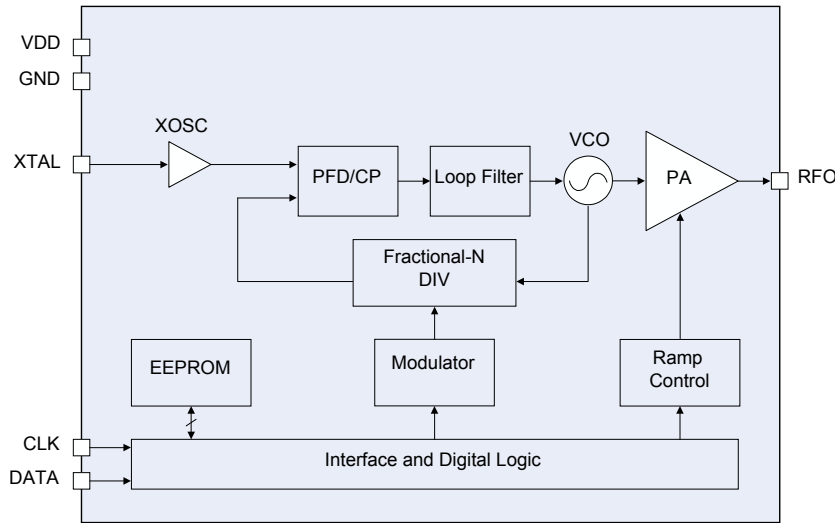 VDD
GND
XOSC
XTAL
PFD/CP
Loop Filter
VCO
PA
RFO
Fractional-N
DIV
EEPROM
Modulator
Ramp
Control
CLK
DATA
Interface and Digital Logic